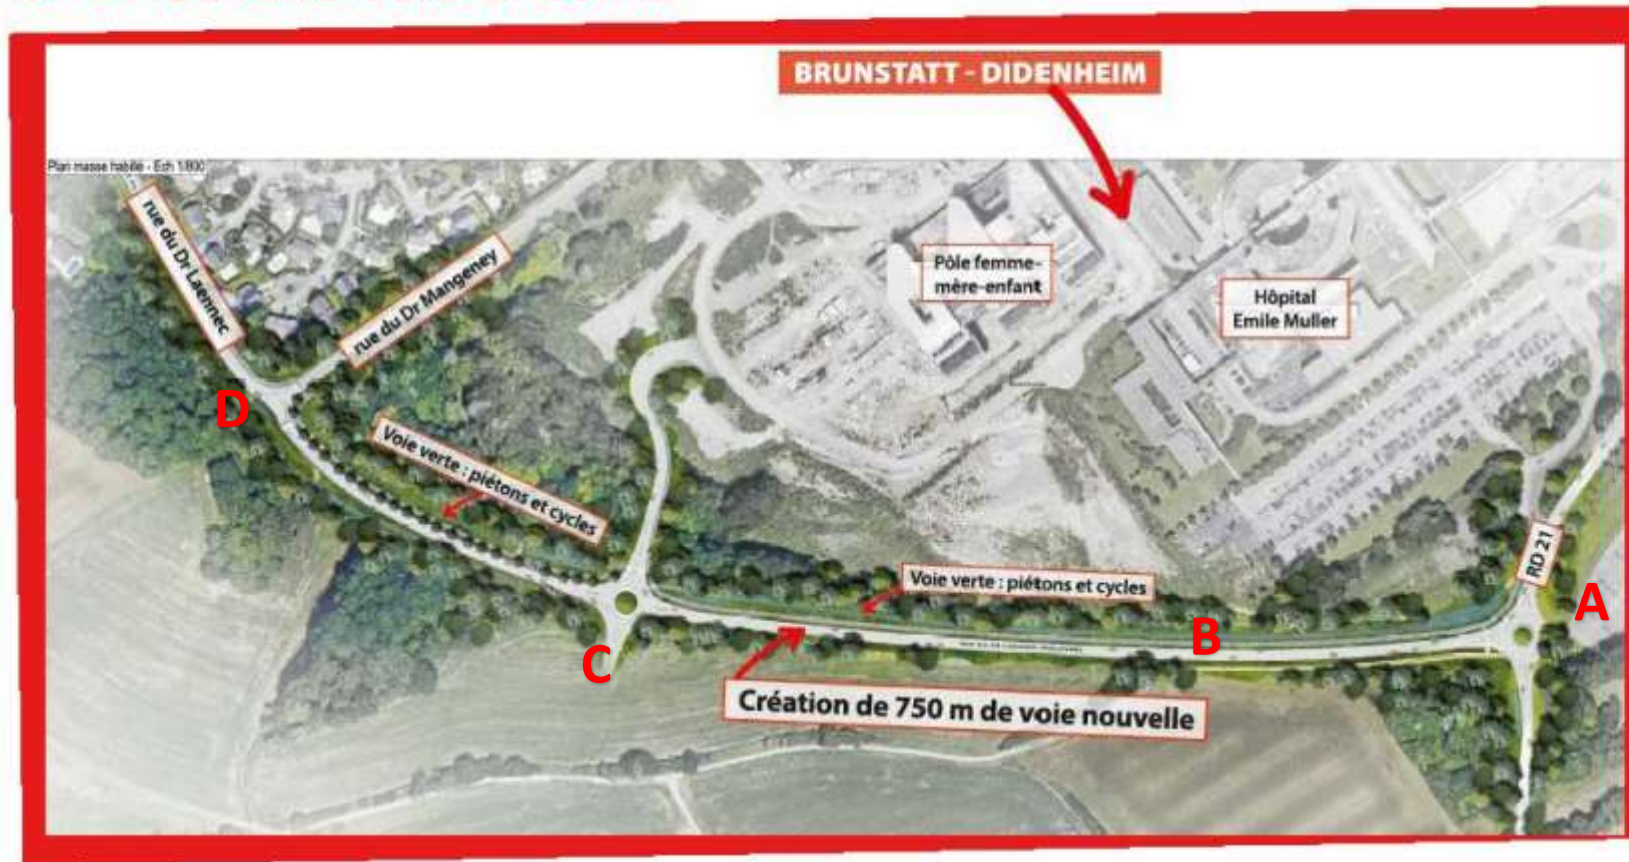 BRUNSTATT - DIDENHEIM
Plan masse habillé - Ech 1/800
rue du Dr Laennec
rue du Dr Mangeney
Pôle femme-
mère-enfant
Hôpital
Emile Muller
D
Voie verte : piétons et cycles
RD 21
Voie verte : piétons et cycles
A
B
C
Création de 750 m de voie nouvelle